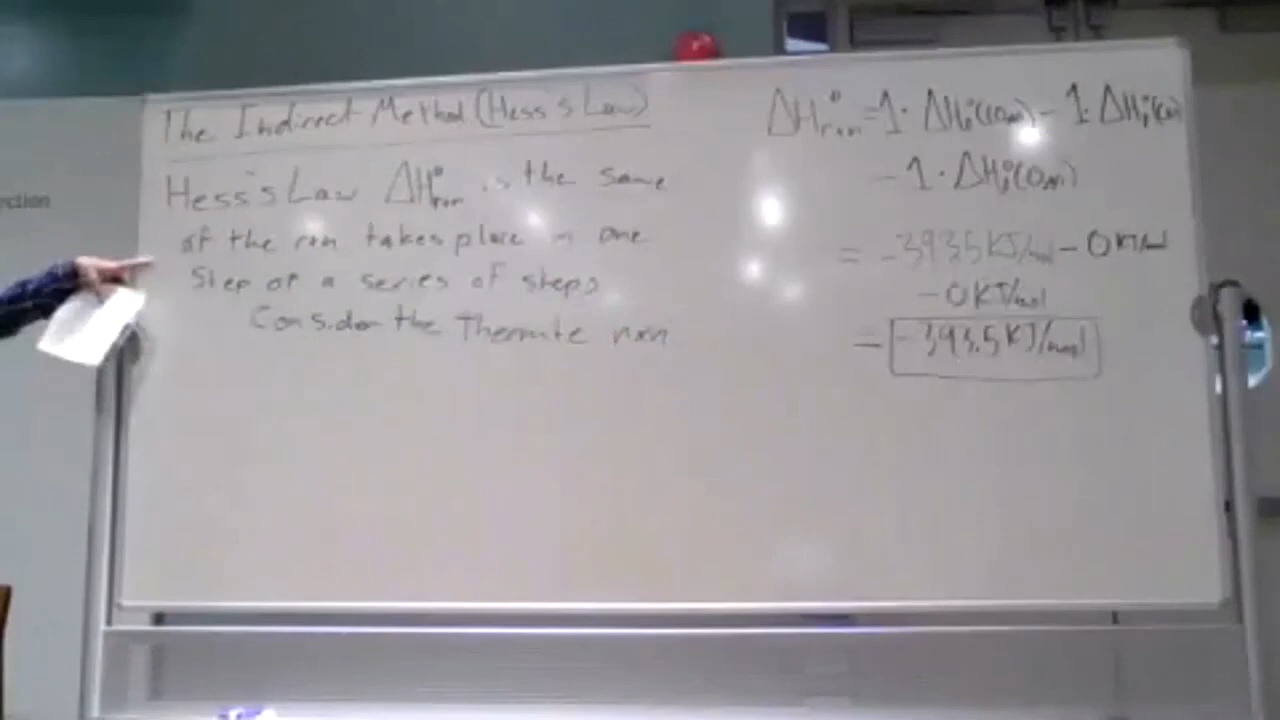 The Indirect Method (Hess's Law)
Hess's Law ΔH°rxn is the same
if the rxn takes place in one
Step or a series of steps
Consider the Thermite rxn
ΔH°rxn = 1·ΔH°f(CO2(g)) - 1·ΔH°f(C(s))
- 1·ΔH°f(O2(g))
= -393.5 KJ/mol - 0 KJ/mol
- 0 KJ/mol
= -393.5 KJ/mol
ction